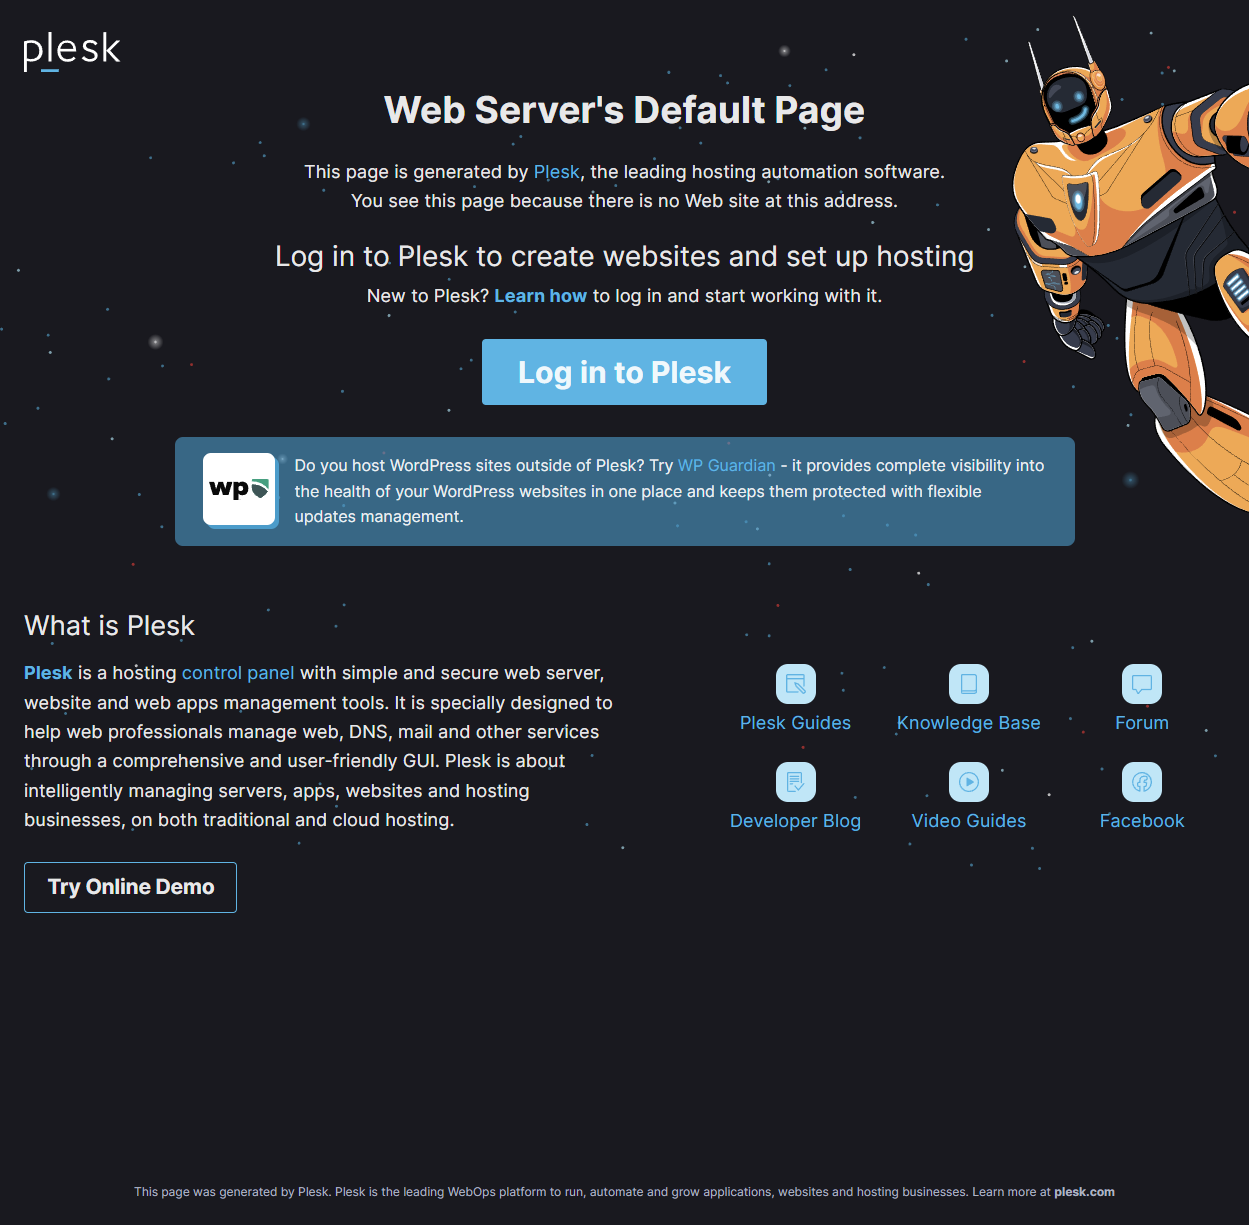 plesk
Web Server's Default Page
This page is generated by Plesk, the leading hosting automation software.
You see this page because there is no Web site at this address.
Log in to Plesk to create websites and set up hosting
New to Plesk? Learn how to log in and start working with it.
Log in to Plesk
wp
Do you host WordPress sites outside of Plesk? Try WP Guardian - it provides complete visibility into
the health of your WordPress websites in one place and keeps them protected with flexible
updates management.
What is Plesk
Plesk is a hosting control panel with simple and secure web server,
website and web apps management tools. It is specially designed to
help web professionals manage web, DNS, mail and other services
through a comprehensive and user-friendly GUI. Plesk is about
intelligently managing servers, apps, websites and hosting
businesses, on both traditional and cloud hosting.
Try Online Demo
Plesk Guides
Knowledge Base
Forum
Developer Blog
Video Guides
Facebook
This page was generated by Plesk. Plesk is the leading WebOps platform to run, automate and grow applications, websites and hosting businesses. Learn more at plesk.com